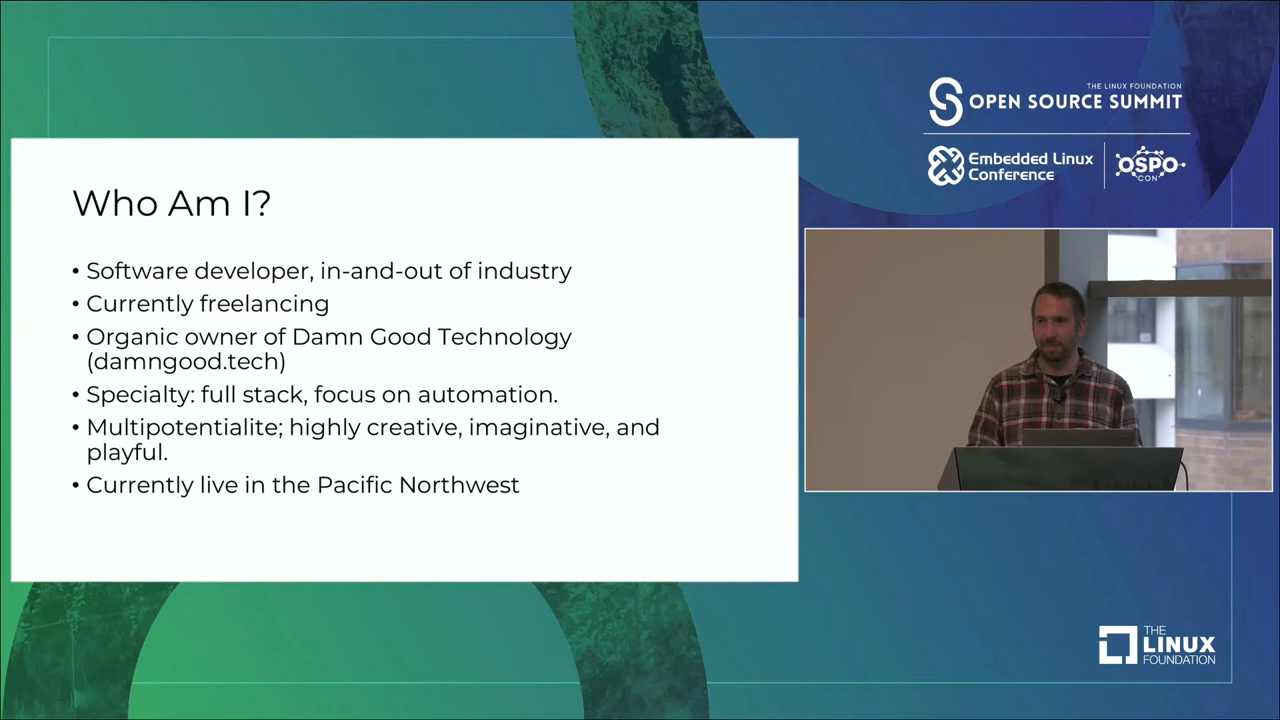 THE LINUX FOUNDATION
OPEN SOURCE SUMMIT
Embedded Linux
Conference
OSPO
CON
Who Am I?
• Software developer, in-and-out of industry
• Currently freelancing
• Organic owner of Damn Good Technology
(damngood.tech)
• Specialty: full stack, focus on automation.
• Multipotentialite; highly creative, imaginative, and
playful.
• Currently live in the Pacific Northwest
THE
LINUX
FOUNDATION